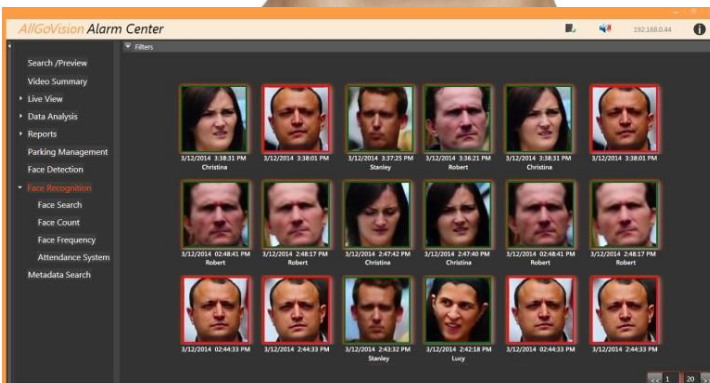 AllGoVision Alarm Center
192.168.0.44
Filters
Search /Preview
Video Summary
Live View
Data Analysis
Reports
Parking Management
Face Detection
Face Recognition
Face Search
Face Count
Face Frequency
Attendance System
Metadata Search
3/12/2014 3:38:31 PM
Christina
3/12/2014 3:38:01 PM
3/12/2014 3:37:25 PM
Stanley
3/12/2014 3:36:21 PM
Robert
3/12/2014 3:38:31 PM
Christina
3/12/2014 3:38:01 PM
3/12/2014 02:48:41 PM
Robert
3/12/2014 2:48:17 PM
Robert
3/12/2014 2:47:42 PM
Christina
3/12/2014 2:47:40 PM
Christina
3/12/2014 02:48:41 PM
Robert
3/12/2014 2:48:17 PM
Robert
3/12/2014 02:44:33 PM
3/12/2014 2:44:33 PM
3/12/2014 2:43:32 PM
Stanley
3/12/2014 2:42:18 PM
Lucy
3/12/2014 02:44:33 PM
3/12/2014 2:44:33 PM
<< 1 20